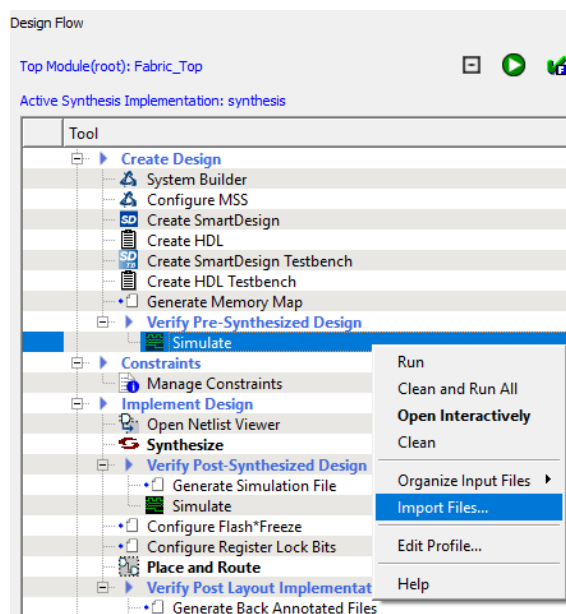 Design Flow
Top Module(root): Fabric_Top
Active Synthesis Implementation: synthesis
Tool
Create Design
System Builder
Configure MSS
SD Create SmartDesign
Create HDL
SD TB Create SmartDesign Testbench
Create HDL Testbench
Generate Memory Map
Verify Pre-Synthesized Design
Simulate
Constraints
Manage Constraints
Implement Design
Open Netlist Viewer
Synthesize
Verify Post-Synthesized Design
Generate Simulation File
Simulate
Configure Flash*Freeze
Configure Register Lock Bits
Place and Route
Verify Post Layout Implementat
Generate Back Annotated Files
Run
Clean and Run All
Open Interactively
Clean
Organize Input Files
Import Files...
Edit Profile...
Help